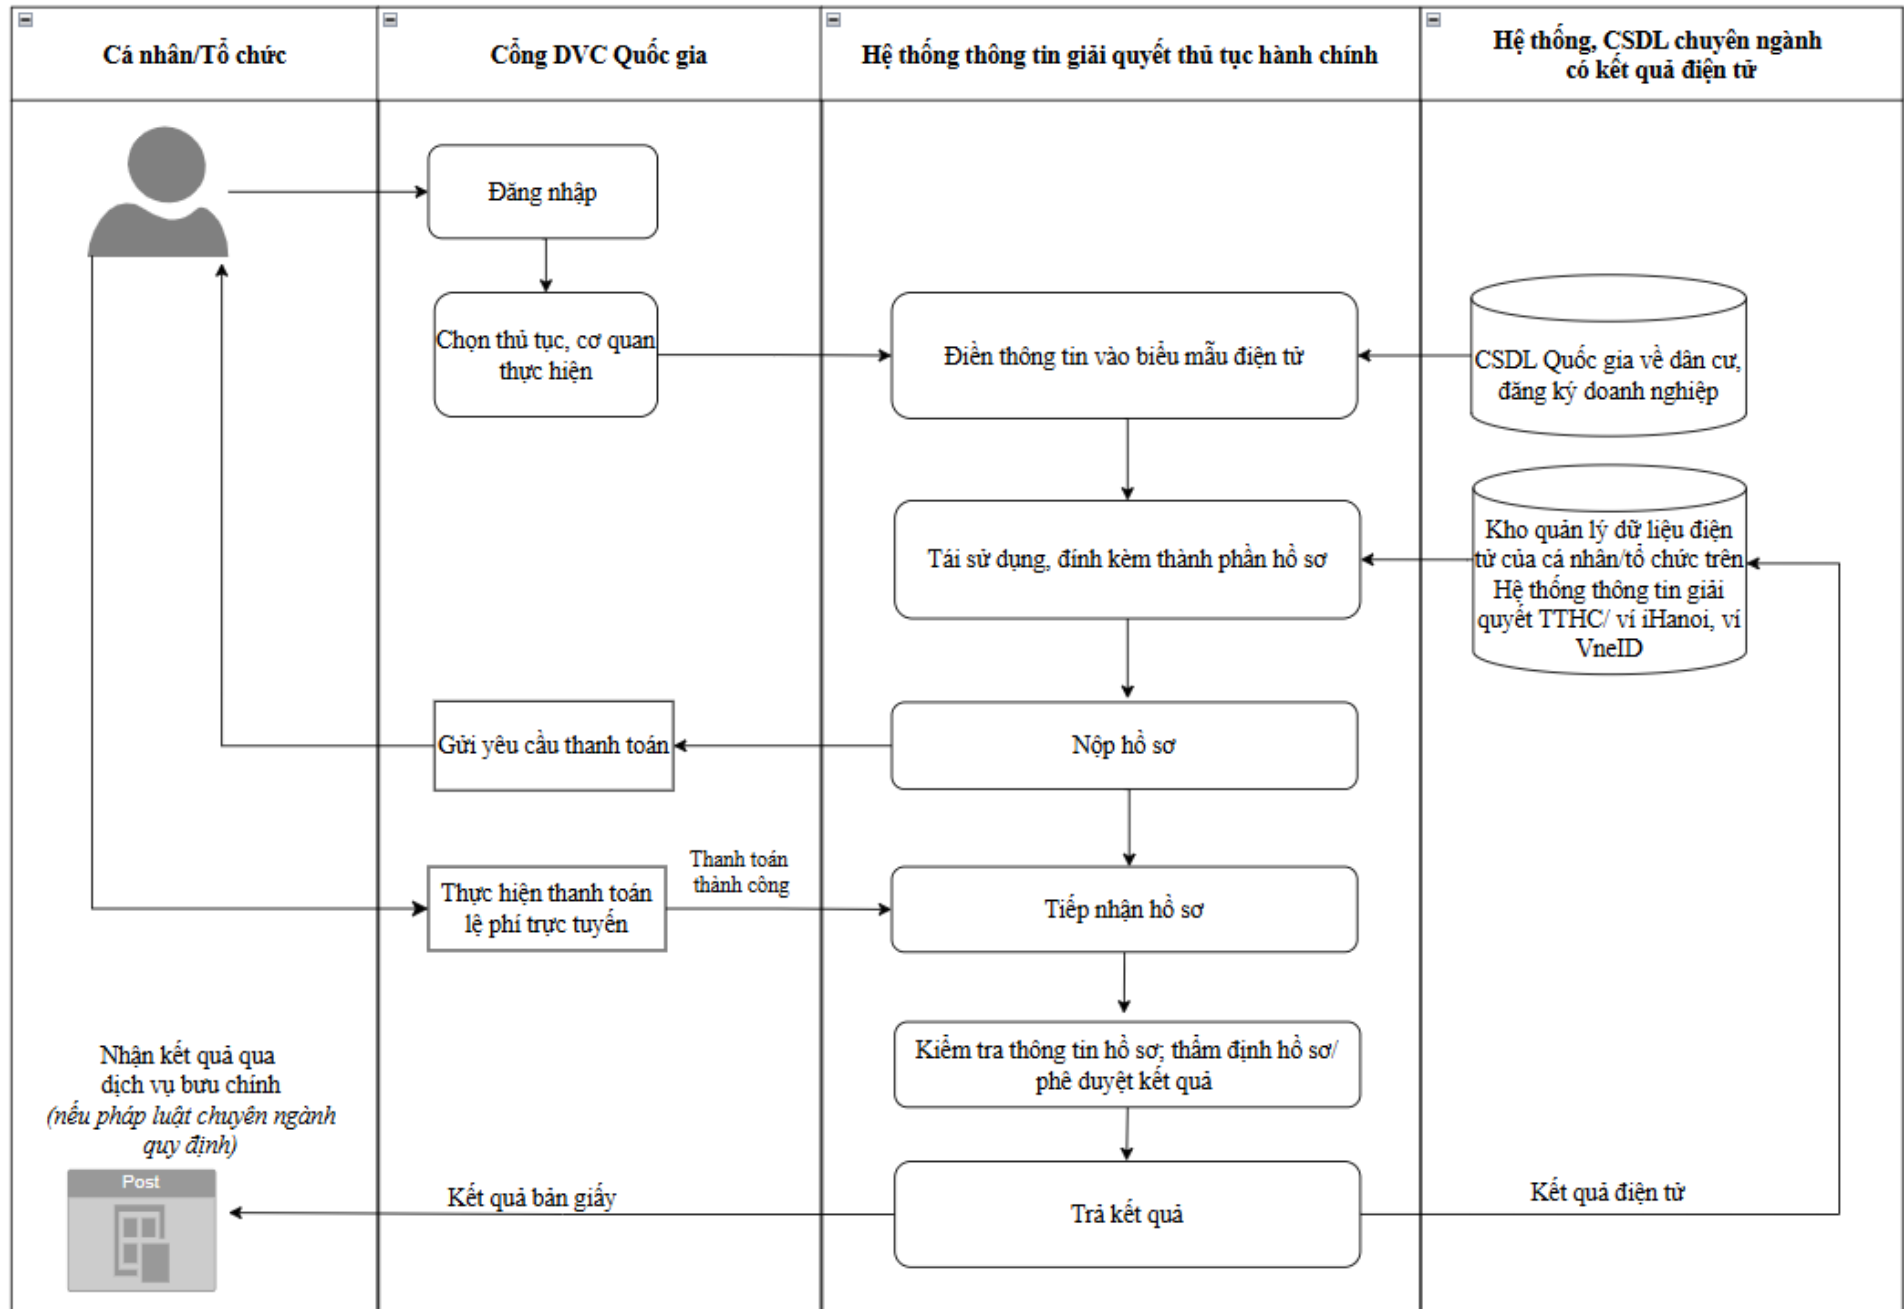 Cá nhân/Tổ chức
Cổng DVC Quốc gia
Hệ thống thông tin giải quyết thủ tục hành chính
Hệ thống, CSDL chuyên ngành
có kết quả điện tử
Đăng nhập
Chọn thủ tục, cơ quan
thực hiện
Điền thông tin vào biểu mẫu điện tử
CSDL Quốc gia về dân cư,
đăng ký doanh nghiệp
Tái sử dụng, đính kèm thành phần hồ sơ
Kho quản lý dữ liệu điện
tử của cá nhân/tổ chức trên
Hệ thống thông tin giải
quyết TTHC/ ví iHanoi, ví
VneID
Gửi yêu cầu thanh toán
Nộp hồ sơ
Thực hiện thanh toán
lệ phí trực tuyến
Thanh toán
thành công
Tiếp nhận hồ sơ
Kiểm tra thông tin hồ sơ; thẩm định hồ sơ/
phê duyệt kết quả
Nhận kết quả qua
dịch vụ bưu chính
(nếu pháp luật chuyên ngành
quy định)
Post
Kết quả bản giấy
Trả kết quả
Kết quả điện tử